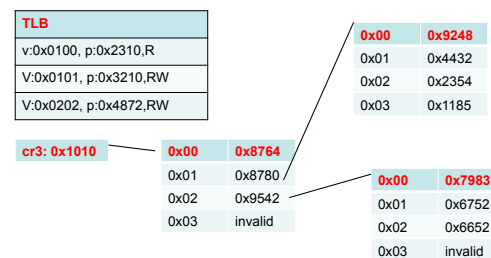 TLB
v:0x0100, p:0x2310,R
V:0x0101, p:0x3210,RW
V:0x0202, p:0x4872,RW
cr3: 0x1010
0x00 0x8764
0x01 0x8780
0x02 0x9542
0x03 invalid
0x00 0x9248
0x01 0x4432
0x02 0x2354
0x03 0x1185
0x00 0x7983
0x01 0x6752
0x02 0x6652
0x03 invalid